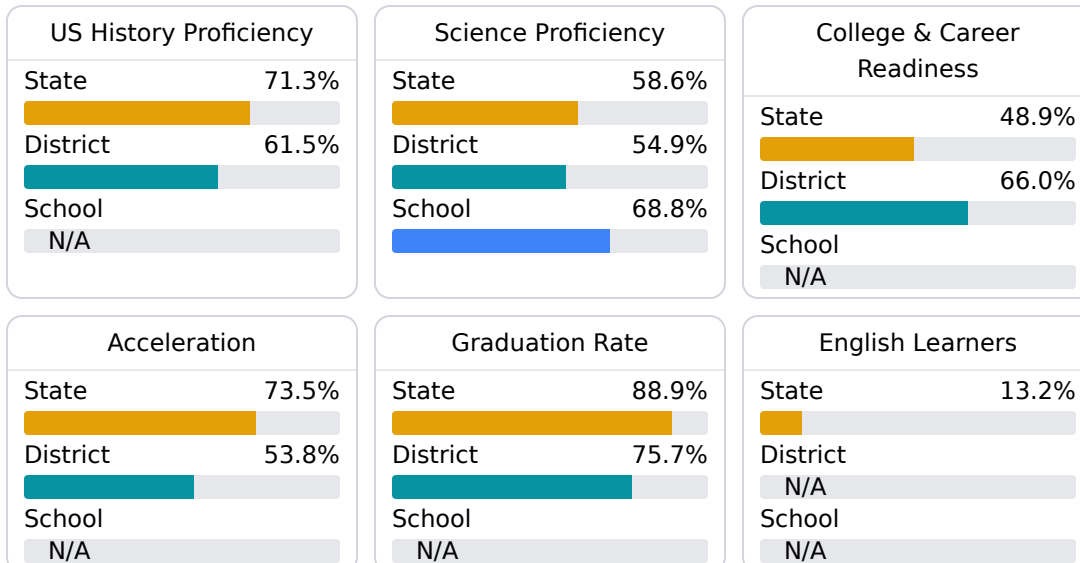 US History Proficiency
State 71.3%
District 61.5%
School
N/A
Science Proficiency
State 58.6%
District 54.9%
School 68.8%
College & Career
Readiness
State 48.9%
District 66.0%
School
N/A
Acceleration
State 73.5%
District 53.8%
School
N/A
Graduation Rate
State 88.9%
District 75.7%
School
N/A
English Learners
State 13.2%
District
N/A
School
N/A